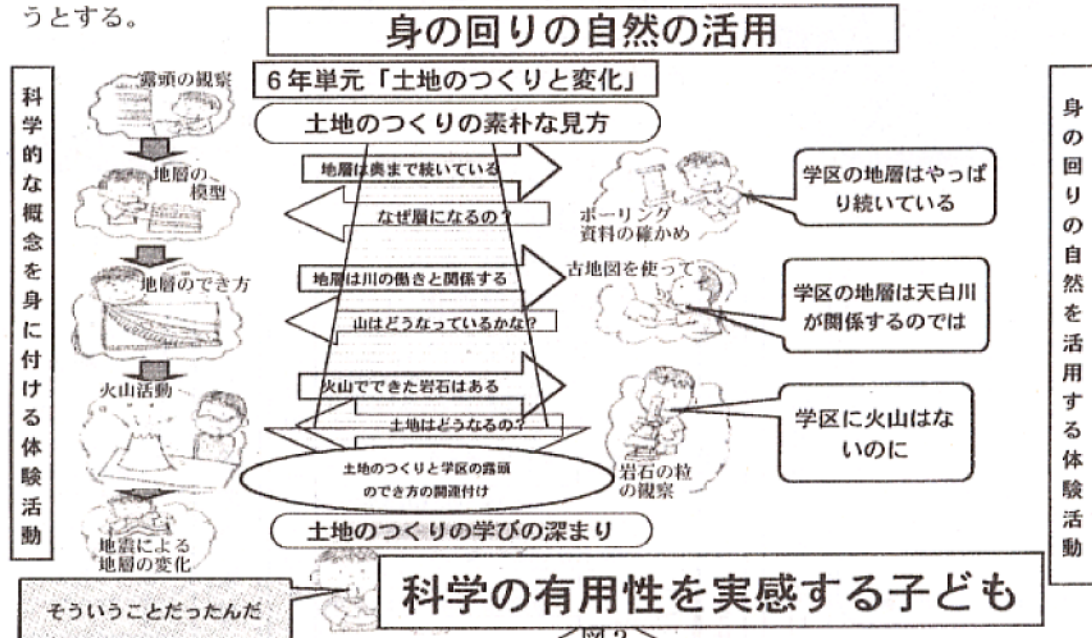 うとする。
身の回りの自然の活用
6年単元「土地のつくりと変化」
土地のつくりの素朴な見方
科学的な概念を身に付ける体験活動
露頭の観察
地層の
模型
地層のでき方
火山活動
地震による
地層の変化
地層は奥まで続いている
なぜ層になるの?
地層は川の働きと関係する
山はどうなっているかな?
火山でできた岩石はある
土地はどうなるの?
土地のつくりと学区の露頭
のでき方の関連付け
土地のつくりの学びの深まり
ボーリング
資料の確かめ
古地図を使って
岩石の粒
の観察
学区の地層はやっぱ
り続いている
学区の地層は天白川
が関係するのでは
学区に火山はな
いのに
身の回りの自然を活用する体験活動
そういうことだったんだ
科学の有用性を実感する子ども
図2